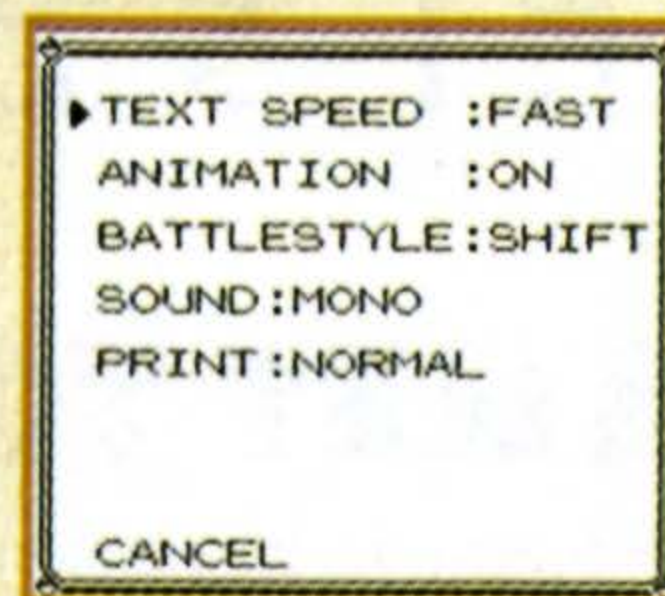 ▶TEXT SPEED :FAST
ANIMATION :ON
BATTLESTYLE:SHIFT
SOUND:MONO
PRINT:NORMAL
CANCEL